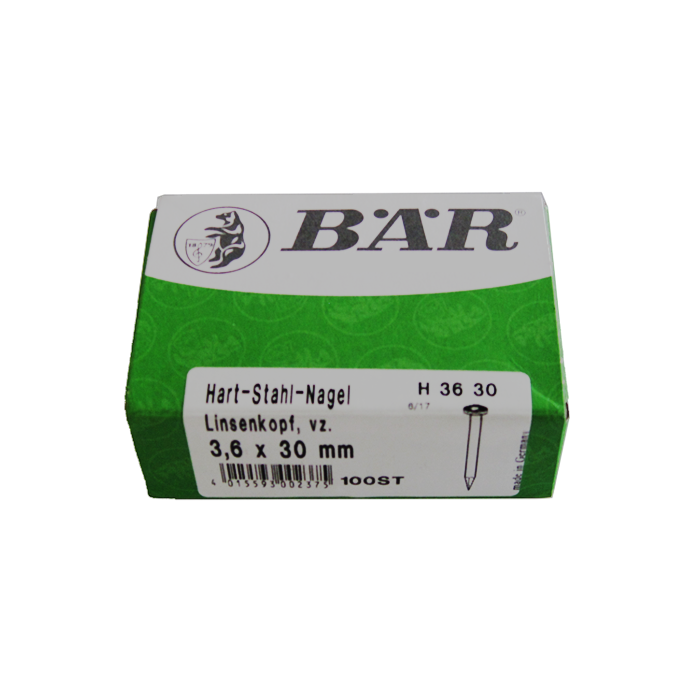 BÄR®
Hart-Stahl-Nagel H 36 30
6/17
Linsenkopf, vz.
3,6 x 30 mm
4 015593 002375
100ST
made in Germany